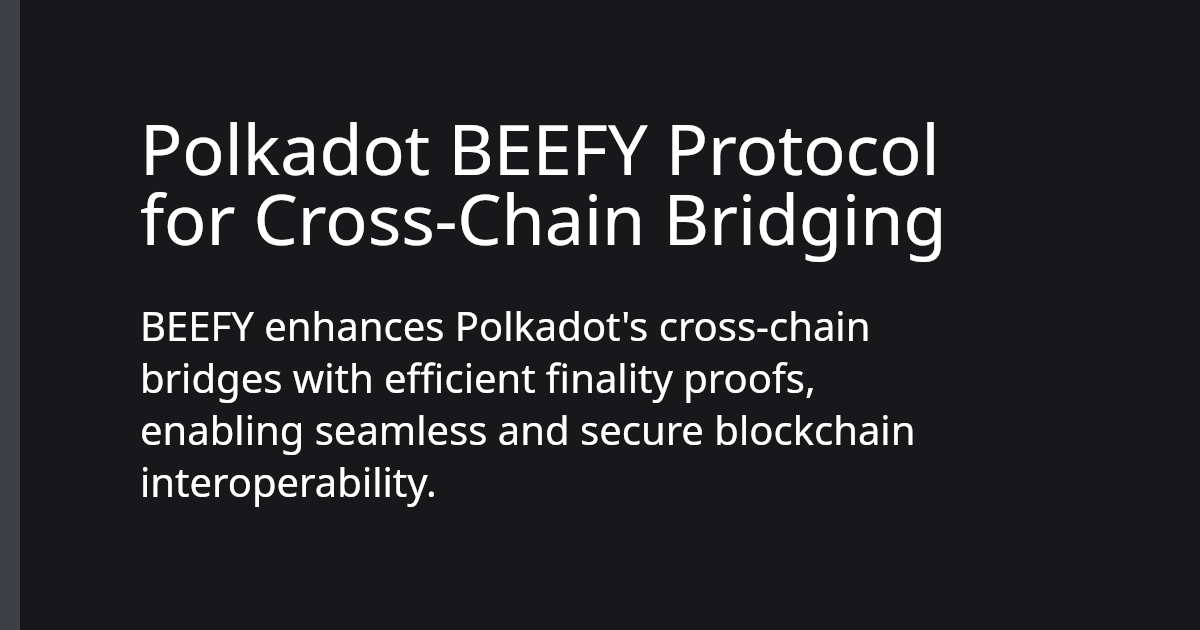 Polkadot BEEFY Protocol
for Cross-Chain Bridging
BEEFY enhances Polkadot's cross-chain
bridges with efficient finality proofs,
enabling seamless and secure blockchain
interoperability.